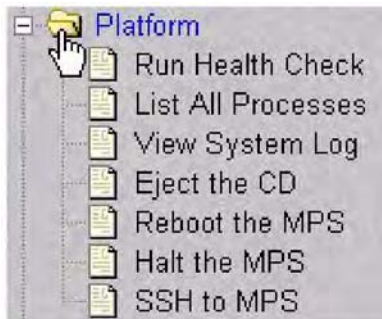 Platform
Run Health Check
List All Processes
View System Log
Eject the CD
Reboot the MPS
Halt the MPS
SSH to MPS